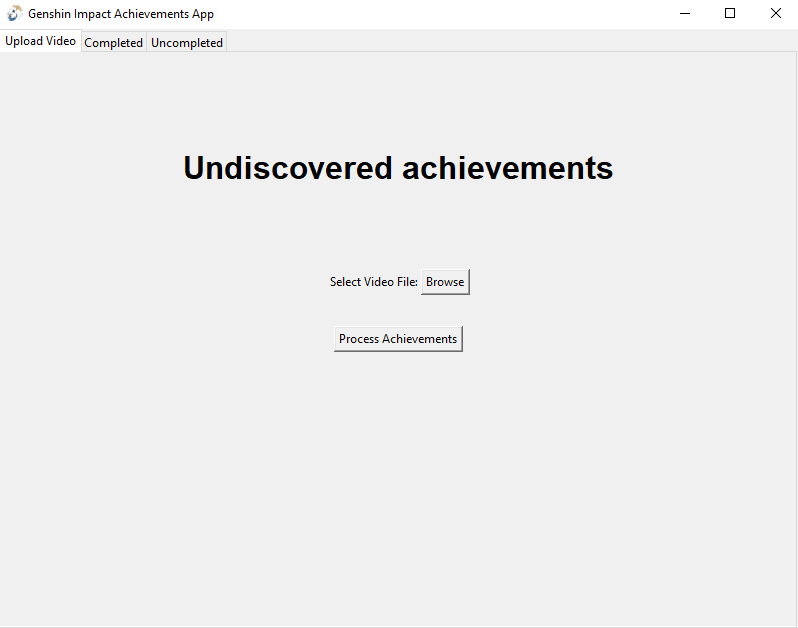 Genshin Impact Achievements App
Upload Video Completed Uncompleted
Undiscovered achievements
Select Video File: Browse
Process Achievements